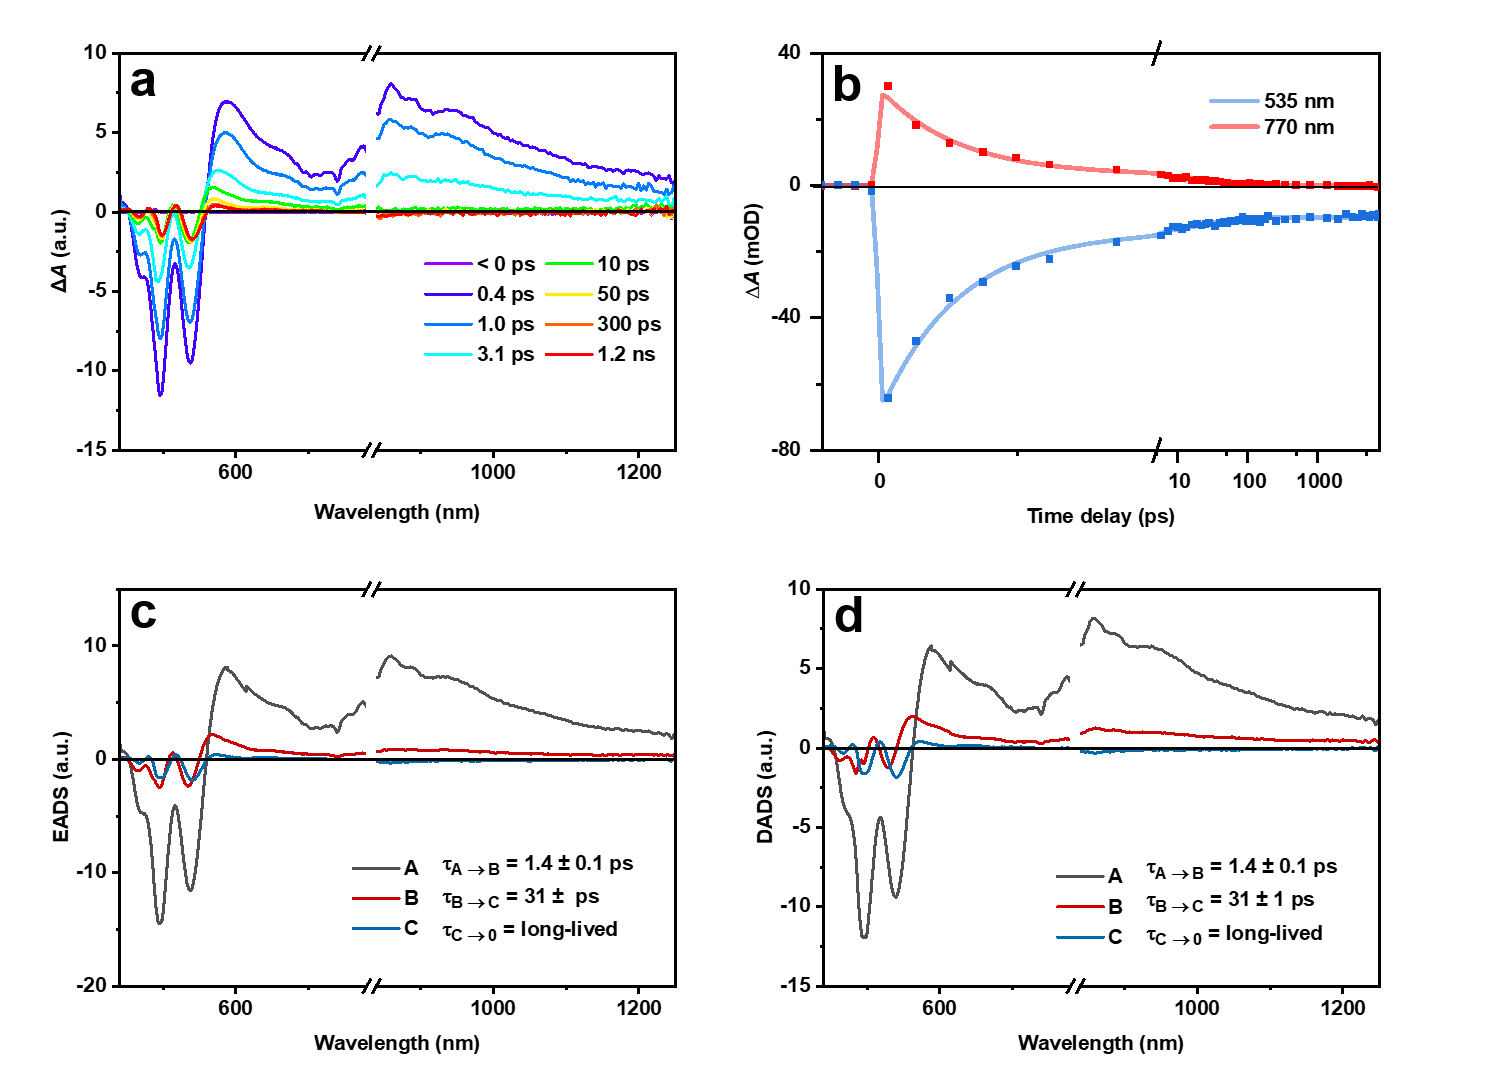 a
10
5
0
-5
-10
-15
ΔA (a.u.)
< 0 ps
0.4 ps
1.0 ps
3.1 ps
10 ps
50 ps
300 ps
1.2 ns
600
1000
1200
Wavelength (nm)
b
40
0
-40
-80
ΔA (mOD)
535 nm
770 nm
0
10
100
1000
Time delay (ps)
c
10
0
-10
-20
EADS (a.u.)
A τA→B = 1.4 ± 0.1 ps
B τB→C = 31 ± ps
C τC→0 = long-lived
600
1000
1200
Wavelength (nm)
d
10
5
0
-5
-10
-15
DADS (a.u.)
A τA→B = 1.4 ± 0.1 ps
B τB→C = 31 ± 1 ps
C τC→0 = long-lived
600
1000
1200
Wavelength (nm)